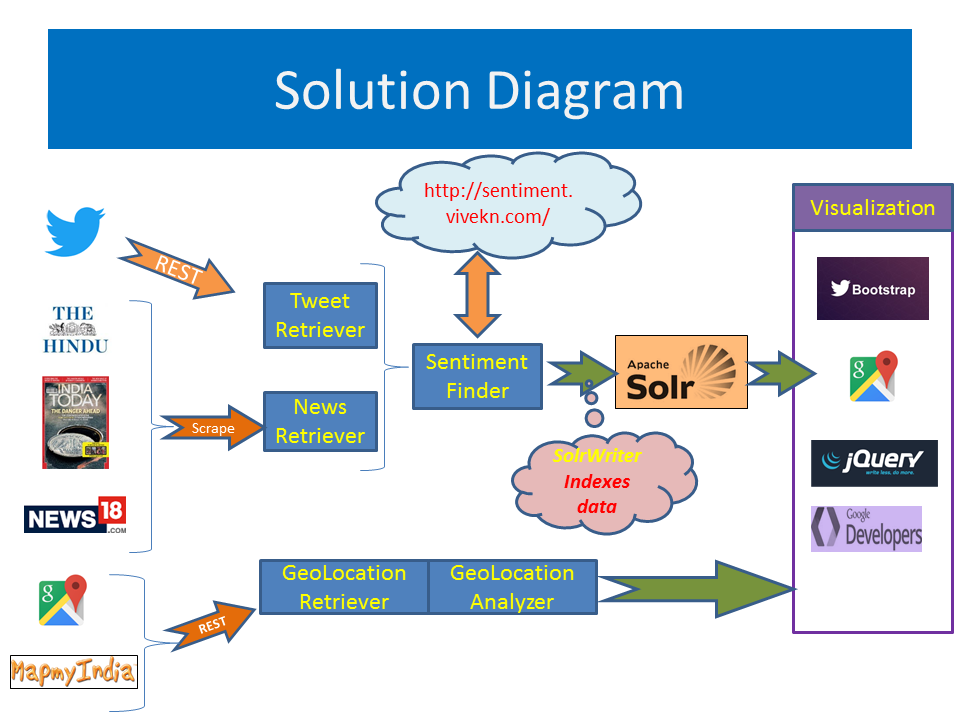 Solution Diagram
http://sentiment.
vivekn.com/
Visualization
REST
Tweet
Retriever
THE
HINDU
Bootstrap
Sentiment
Finder
Apache
Solr
INDIA
TODAY
THE DANGER AHEAD
News
Retriever
Scrape
SolrWriter
Indexes
data
jQuery
write less, do more.
NEWS 18
.COM
Google
Developers
GeoLocation
Retriever
GeoLocation
Analyzer
REST
MapmyIndia